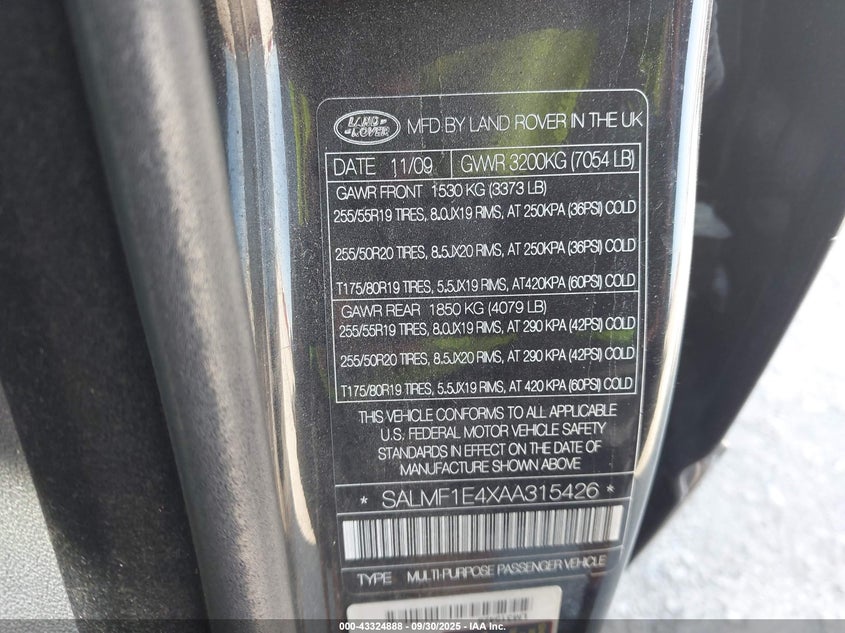 LAND ROVER
MFD BY LAND ROVER IN THE UK
DATE 11/09 GVWR 3200KG (7054 LB)
GAWR FRONT 1530 KG (3373 LB)
255/55R19 TIRES, 8.0JX19 RIMS, AT 250KPA (36PSI) COLD
255/50R20 TIRES, 8.5JX20 RIMS, AT 250KPA (36PSI) COLD
T175/80R19 TIRES, 5.5JX19 RIMS, AT420KPA (60PSI) COLD
GAWR REAR 1850 KG (4079 LB)
255/55R19 TIRES, 8.0JX19 RIMS, AT 290 KPA (42PSI) COLD
255/50R20 TIRES, 8.5JX20 RIMS, AT 290 KPA (42PSI) COLD
T175/80R19 TIRES, 5.5JX19 RIMS, AT 420 KPA (60PSI) COLD
THIS VEHICLE CONFORMS TO ALL APPLICABLE
U.S. FEDERAL MOTOR VEHICLE SAFETY
STANDARDS IN EFFECT ON THE DATE OF
MANUFACTURE SHOWN ABOVE
* SALMF1E4XAA315426 *
TYPE MULTI-PURPOSE PASSENGER VEHICLE
000-43324888 - 09/30/2025 - IAA Inc.